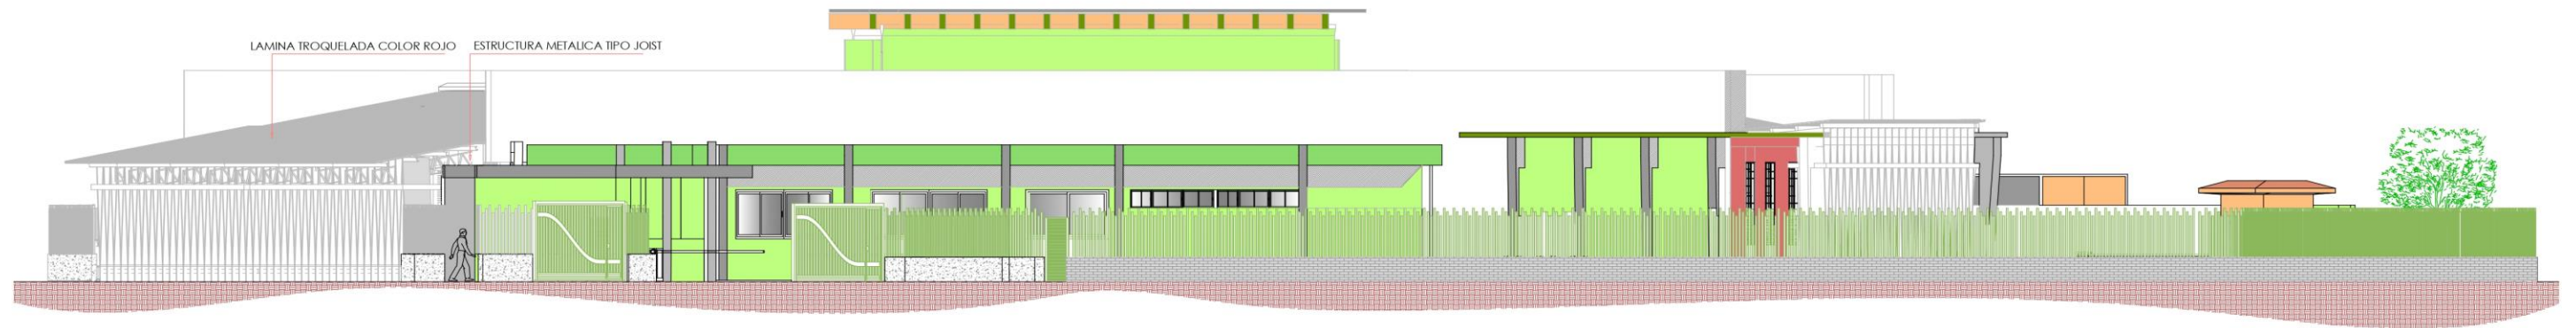 LAMINA TROQUELADA COLOR ROJO
ESTRUCTURA METALICA TIPO JOIST